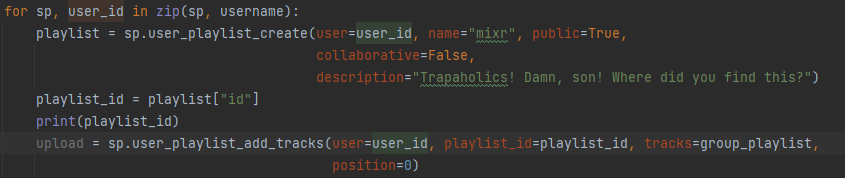 for sp, user_id in zip(sp, username):
    playlist = sp.user_playlist_create(user=user_id, name="mixr", public=True,
                                       collaborative=False,
                                       description="Trapaholics! Damn, son! Where did you find this?")
    playlist_id = playlist["id"]
    print(playlist_id)
    upload = sp.user_playlist_add_tracks(user=user_id, playlist_id=playlist_id, tracks=group_playlist,
                                         position=0)